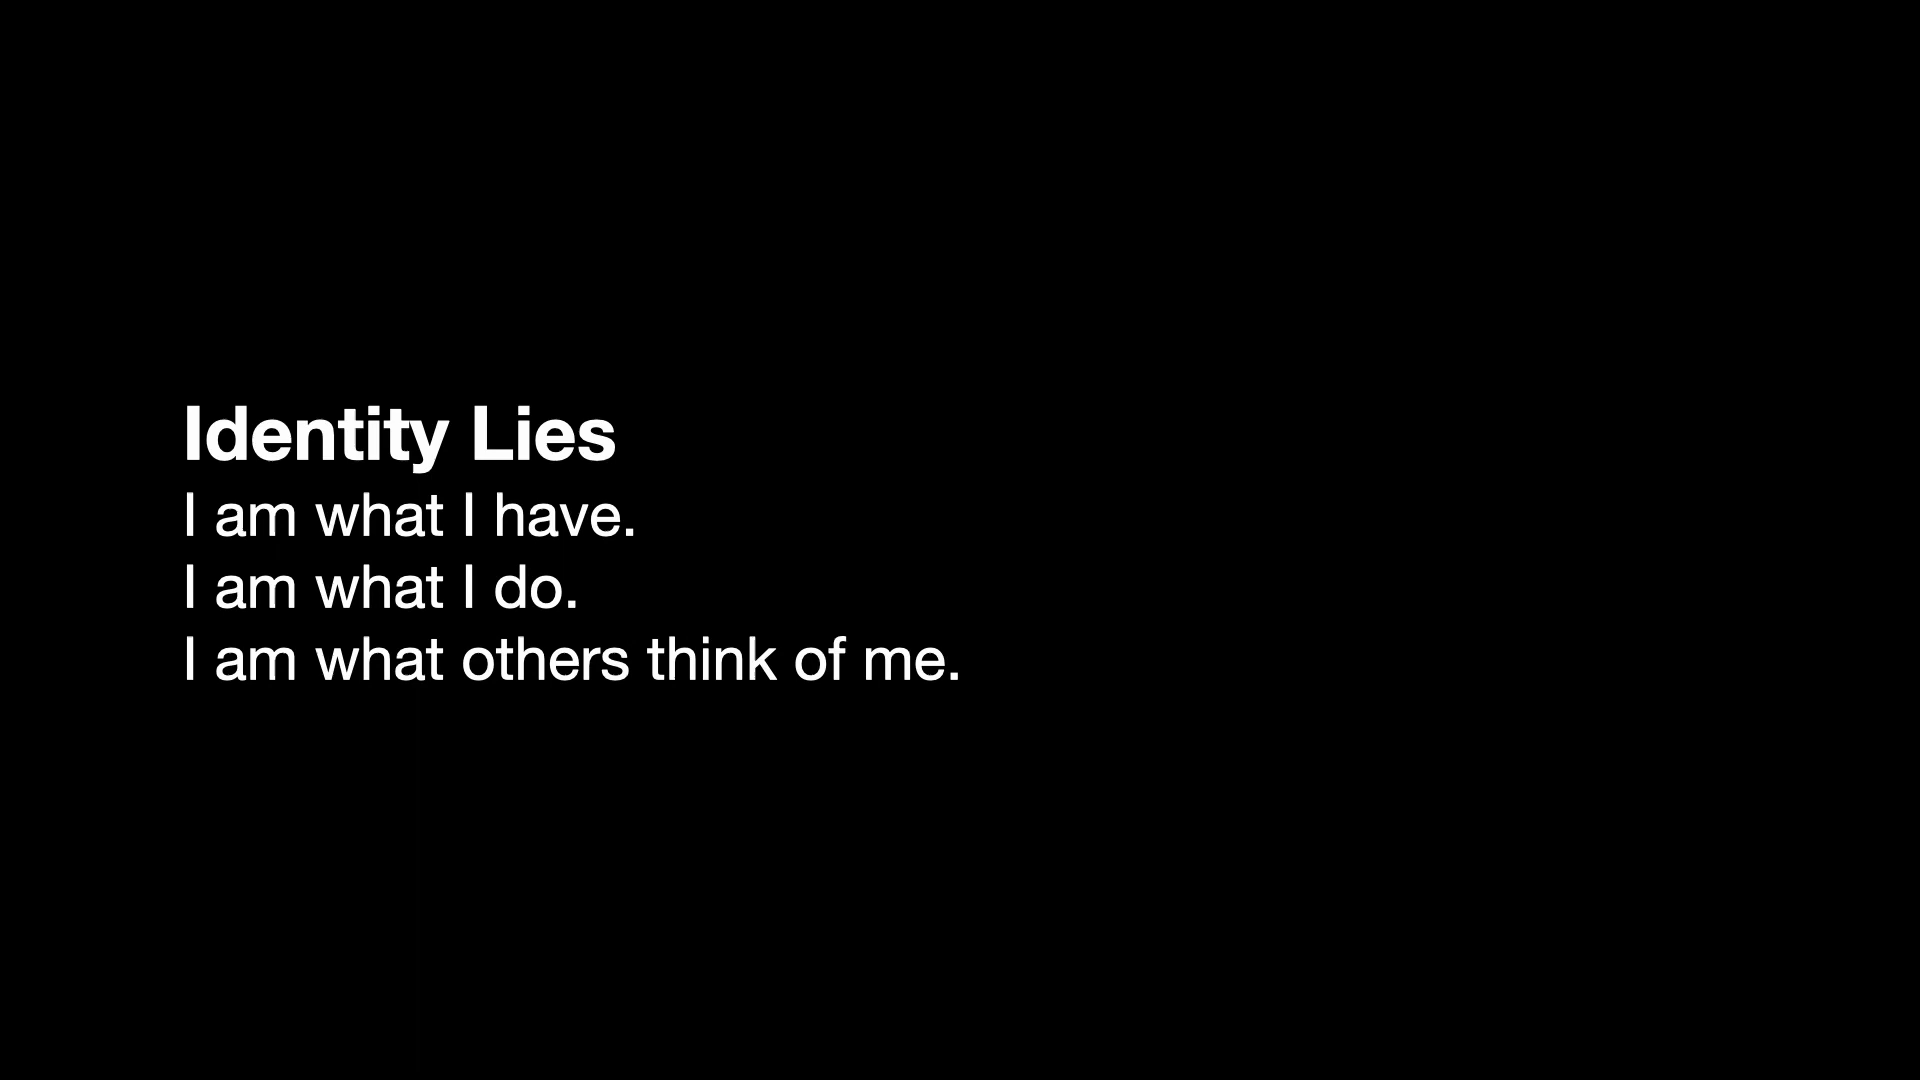 Identity Lies
I am what I have.
I am what I do.
I am what others think of me.